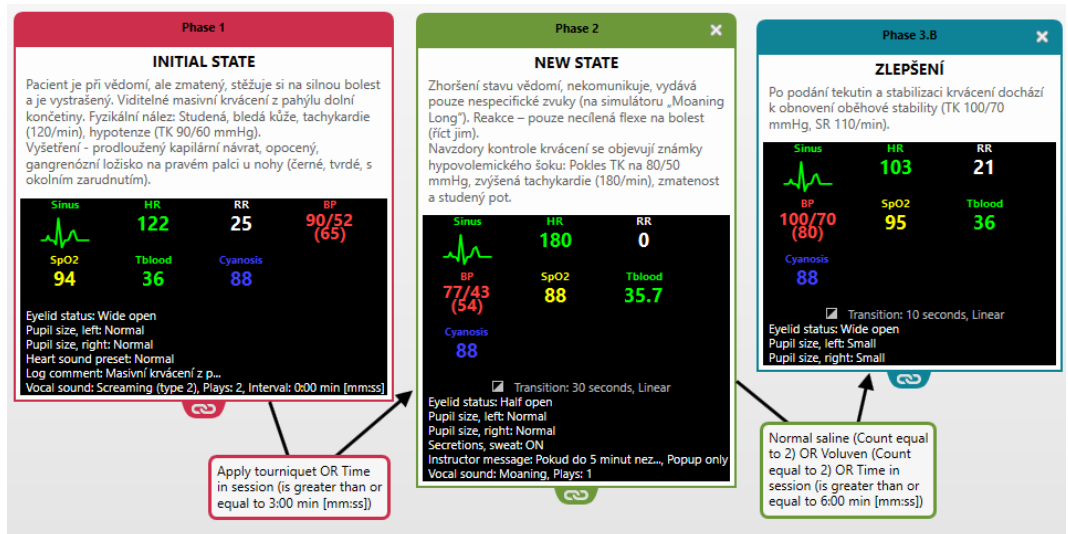 Phase 1
INITIAL STATE
Pacient je při vědomí, ale zmatený, stěžuje si na silnou bolest
a je vystrašený. Viditelné masivní krvácení z pahýlu dolní
končetiny. Fyzikální nález: Studená, bledá kůže, tachykardie
(120/min), hypotenze (TK 90/60 mmHg).
Vyšetření - prodloužený kapilární návrat, opocený,
gangrenózní ložisko na pravém palci u nohy (černé, tvrdé, s
okolním zarudnutím).
Sinus HR RR BP
122 25 90/52
(65)
SpO2 Tblood Cyanosis
94 36 88
Eyelid status: Wide open
Pupil size, left: Normal
Pupil size, right: Normal
Heart sound preset: Normal
Log comment: Masivní krvácení z p...
Vocal sound: Screaming (type 2), Plays: 2, Interval: 0:00 min [mm:ss]
Apply tourniquet OR Time
in session (is greater than or
equal to 3:00 min [mm:ss])
Phase 2
NEW STATE
Zhoršení stavu vědomí, nekomunikuje, vydává
pouze nespecifické zvuky (na simulátoru „Moaning
Long“). Reakce – pouze necílená flexe na bolest
(říct jim).
Navzdory kontrole krvácení se objevují známky
hypovolemického šoku: Pokles TK na 80/50
mmHg, zvýšená tachykardie (180/min), zmatenost
a studený pot.
Sinus HR RR
180 0
BP SpO2 Tblood
77/43 88 35.7
(54)
Cyanosis
88
Transition: 30 seconds, Linear
Eyelid status: Half open
Pupil size, left: Normal
Pupil size, right: Normal
Secretions, sweat: ON
Instructor message: Pokud do 5 minut nez..., Popup only
Vocal sound: Moaning, Plays: 1
Normal saline (Count equal
to 2) OR Voluven (Count
equal to 2) OR Time in
session (is greater than or
equal to 6:00 min [mm:ss])
Phase 3.B
ZLEPŠENÍ
Po podání tekutin a stabilizaci krvácení dochází
k obnovení oběhové stability (TK 100/70
mmHg, SR 110/min).
Sinus HR RR
103 21
BP SpO2 Tblood
100/70 95 36
(80)
Cyanosis
88
Transition: 10 seconds, Linear
Eyelid status: Wide open
Pupil size, left: Small
Pupil size, right: Small